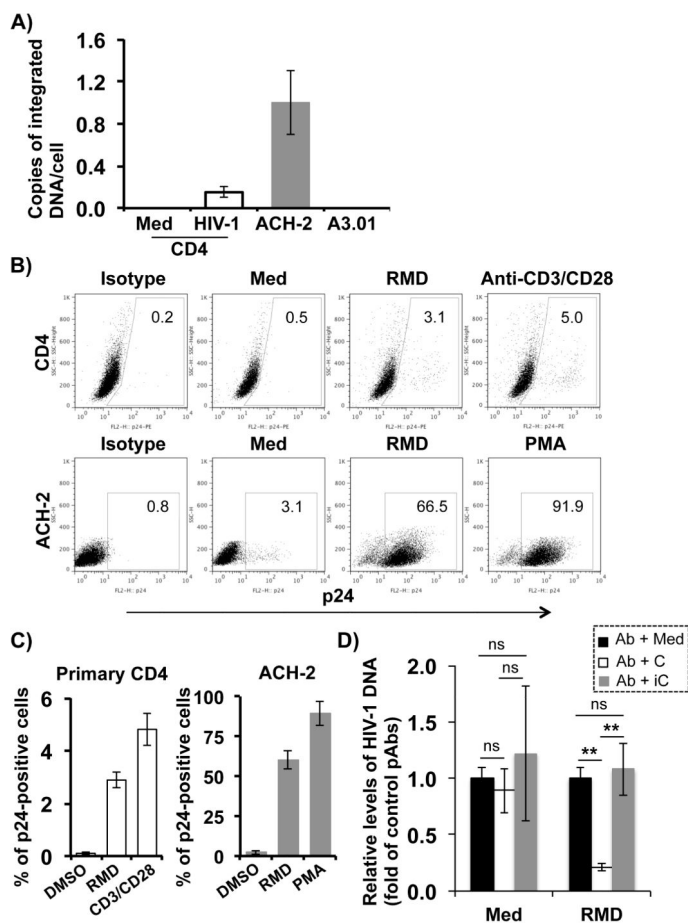 A)
Copies of integrated
DNA/cell
1.6
1.2
0.8
0.4
0.0
Med HIV-1 ACH-2 A3.01
CD4
B)
Isotype Med RMD Anti-CD3/CD28
CD4
0.2 0.5 3.1 5.0
Isotype Med RMD PMA
ACH-2
0.8 3.1 66.5 91.9
p24
C)
Primary CD4
% of p24-positive cells
6
4
2
0
DMSO RMD CD3/CD28
ACH-2
% of p24-positive cells
100
75
50
25
0
DMSO RMD PMA
D)
Ab + Med
Ab + C
Ab + iC
Relative levels of HIV-1 DNA
(fold of control pAbs)
2.0
1.5
1.0
0.5
0.0
ns
ns
ns
ns
** **
Med RMD